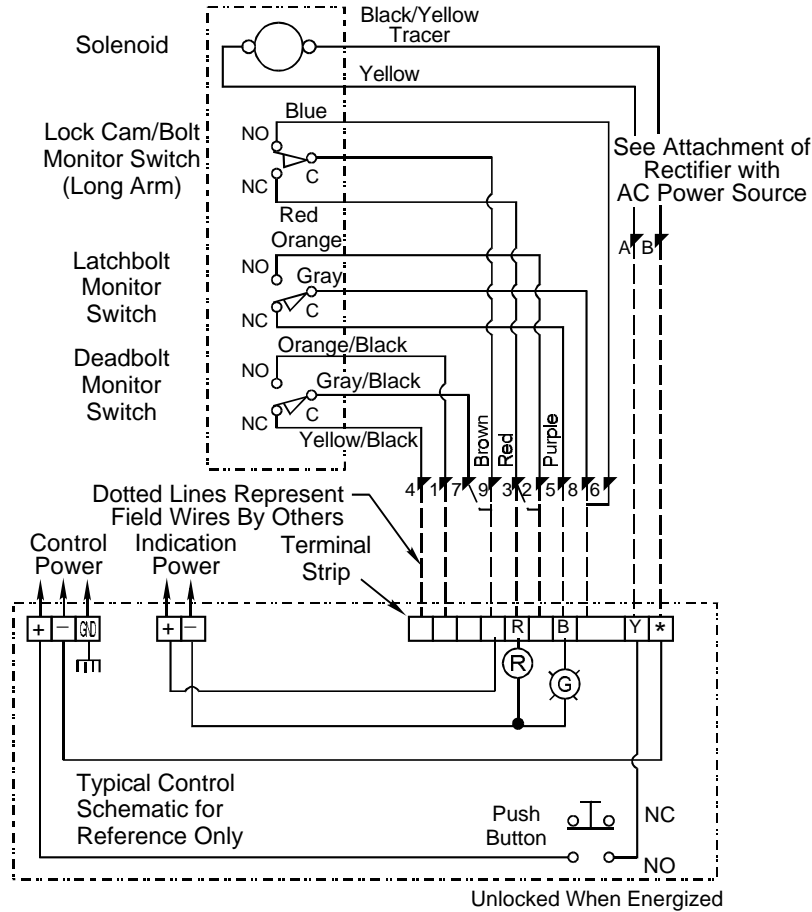 Black/Yellow
Tracer
Solenoid
Yellow
Blue
Lock Cam/Bolt
Monitor Switch
(Long Arm)
NO
C
NC
See Attachment of
Rectifier with
AC Power Source
Red
Orange
A B
Latchbolt
Monitor
Switch
NO
Gray
C
NC
Orange/Black
Deadbolt
Monitor
Switch
NO
Gray/Black
C
NC
Yellow/Black
Brown
Red
Purple
4 1 7 9 3 2 5 8 6
Dotted Lines Represent
Field Wires By Others
Control
Power
Indication
Power
Terminal
Strip
+ − GND
+ −
R B Y *
R
G
Typical Control
Schematic for
Reference Only
Push
Button
NC
NO
Unlocked When Energized